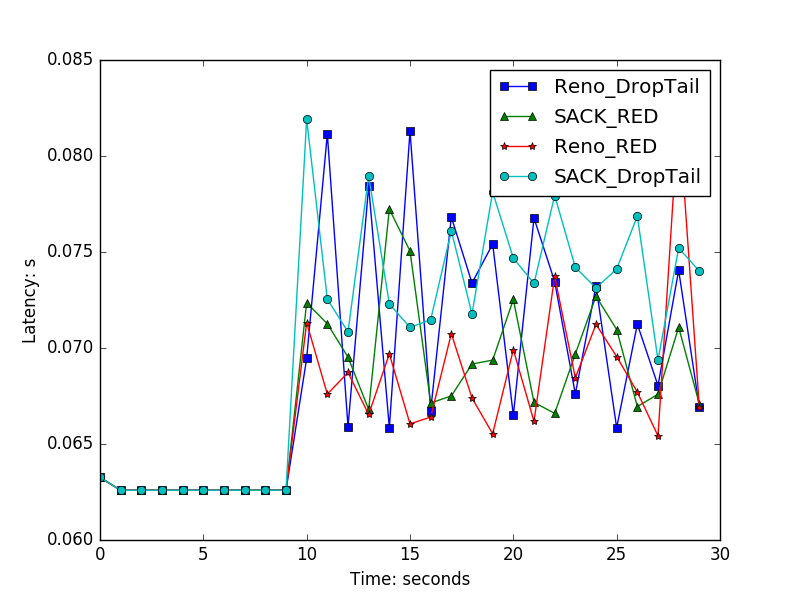 0.085
0.080
0.075
0.070
0.065
0.060
Latency: s
Reno_DropTail
SACK_RED
Reno_RED
SACK_DropTail
0 5 10 15 20 25 30
Time: seconds